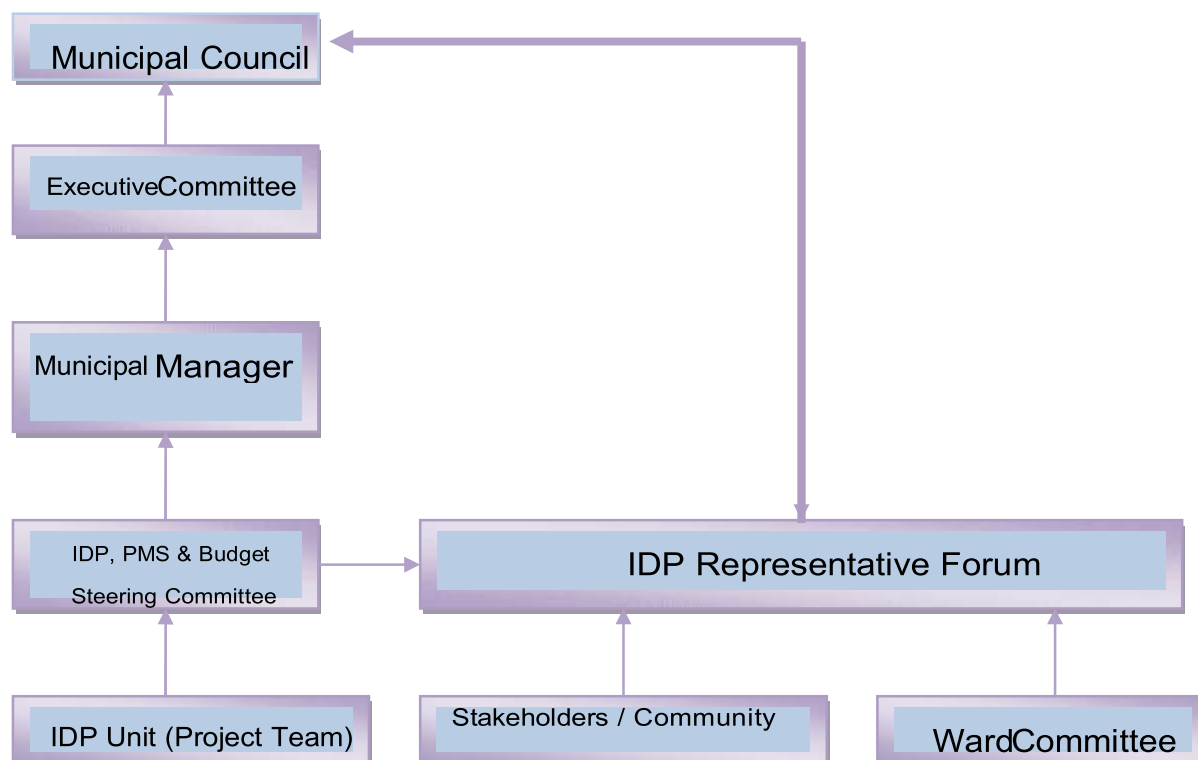 Municipal Council
ExecutiveCommittee
Municipal Manager
IDP, PMS & Budget
Steering Committee
IDP Representative Forum
IDP Unit (Project Team)
Stakeholders / Community
WardCommittee